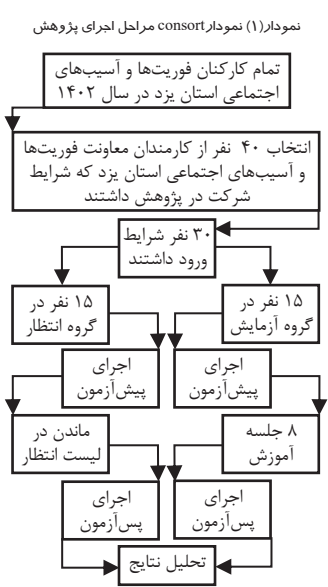 نمودار(۱) نمودارconsort مراحل اجرای پژوهش
تمام کارکنان فوریت‌ها و آسیب‌های
اجتماعی استان یزد در سال ۱۴۰۲
انتخاب ۴۰ نفر از کارمندان معاونت فوریت‌ها
و آسیب‌های اجتماعی استان یزد که شرایط
شرکت در پژوهش داشتند
۳۰ نفر شرایط
ورود داشتند
۱۵ نفر در
گروه آزمایش
۱۵ نفر در
گروه انتظار
اجرای
پیش‌آزمون
اجرای
پیش‌آزمون
۸ جلسه
آموزش
ماندن در
لیست انتظار
اجرای
پس‌آزمون
اجرای
پس‌آزمون
تحلیل نتایج